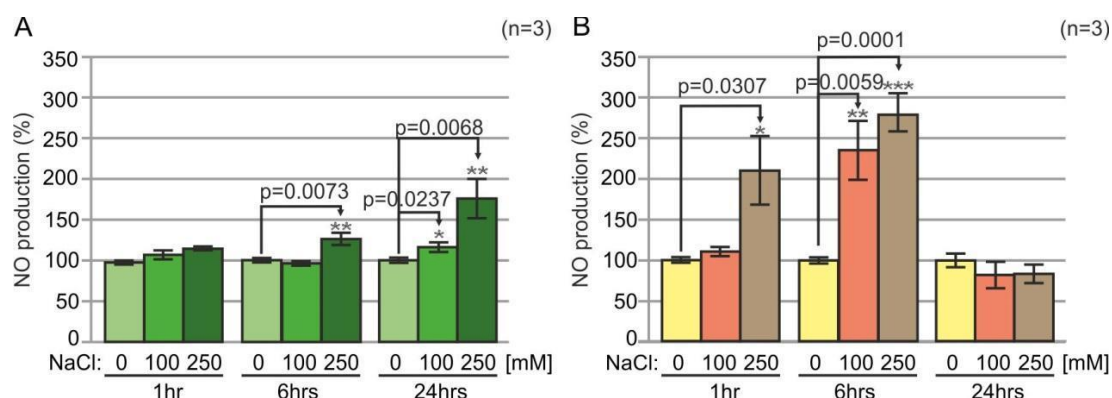 A
(n=3)
NO production (%)
350
300
250
200
150
100
50
0
p=0.0068
p=0.0073
p=0.0237
**
**
*
NaCl: 0 100 250 0 100 250 0 100 250 [mM]
1hr 6hrs 24hrs
B
(n=3)
NO production (%)
350
300
250
200
150
100
50
0
p=0.0001
p=0.0307
p=0.0059
***
**
*
NaCl: 0 100 250 0 100 250 0 100 250 [mM]
1hr 6hrs 24hrs